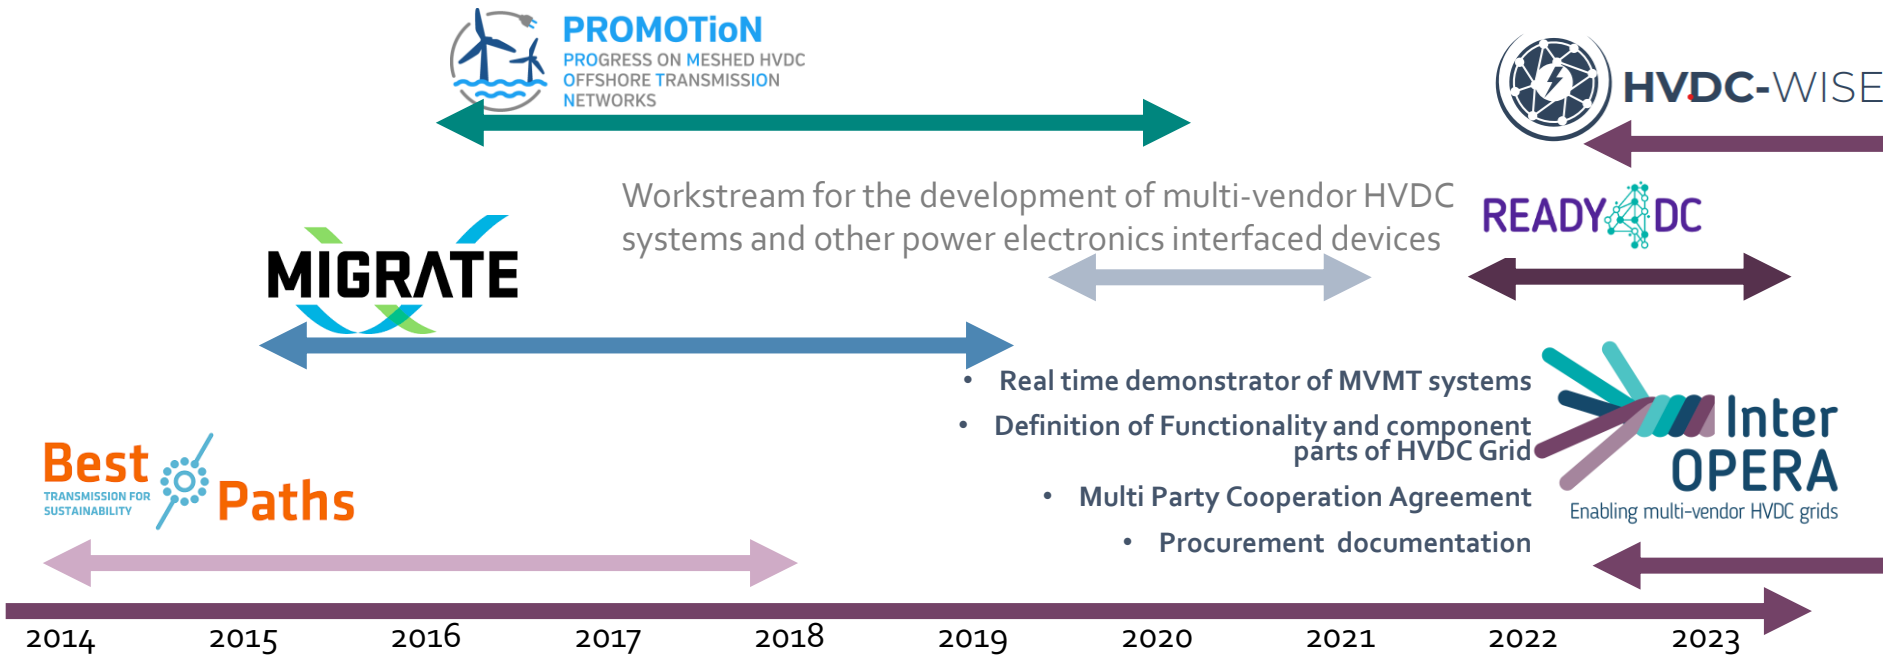 PROMOTioN
PROGRESS ON MESHED HVDC
OFFSHORE TRANSMISSION
NETWORKS
HVDC-WISE
Workstream for the development of multi-vendor HVDC
systems and other power electronics interfaced devices
READY4DC
MIGRATE
• Real time demonstrator of MVMT systems
• Definition of Functionality and component
parts of HVDC Grid
• Multi Party Cooperation Agreement
• Procurement documentation
Inter
OPERA
Enabling multi-vendor HVDC grids
Best
TRANSMISSION FOR
SUSTAINABILITY
Paths
2014 2015 2016 2017 2018 2019 2020 2021 2022 2023